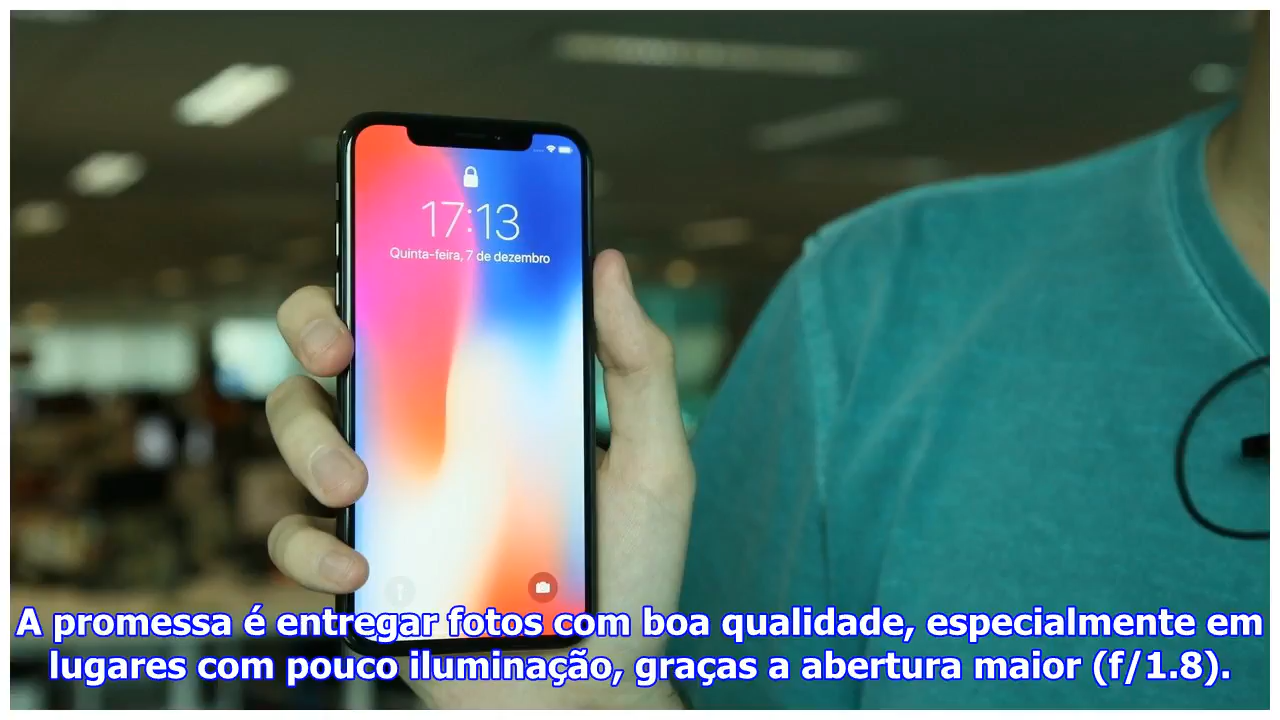 17:13
Quinta-feira, 7 de dezembro
A promessa é entregar fotos com boa qualidade, especialmente em
lugares com pouco iluminação, graças a abertura maior (f/1.8).